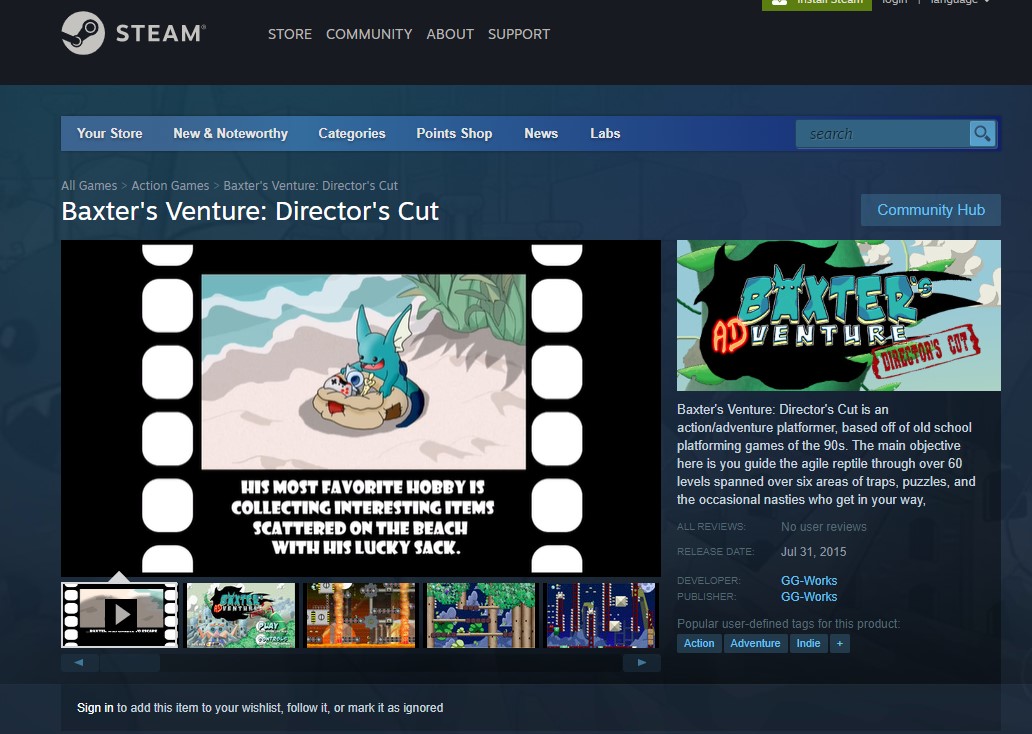 Install Steam login | language
STEAM®
STORE COMMUNITY ABOUT SUPPORT
Your Store New & Noteworthy Categories Points Shop News Labs
search
All Games > Action Games > Baxter's Venture: Director's Cut
Baxter's Venture: Director's Cut
Community Hub
HIS MOST FAVORITE HOBBY IS
COLLECTING INTERESTING ITEMS
SCATTERED ON THE BEACH
WITH HIS LUCKY SACK.
BAXTER'S
ADVENTURE
DIRECTOR'S CUT
Baxter's Venture: Director's Cut is an
action/adventure platformer, based off of old school
platforming games of the 90s. The main objective
here is you guide the agile reptile through over 60
levels spanned over six areas of traps, puzzles, and
the occasional nasties who get in your way,
ALL REVIEWS: No user reviews
RELEASE DATE: Jul 31, 2015
DEVELOPER: GG-Works
PUBLISHER: GG-Works
Popular user-defined tags for this product:
Action Adventure Indie +
BAXTER'S
ADVENTURE
PLAY
CONTROLS
Sign in to add this item to your wishlist, follow it, or mark it as ignored